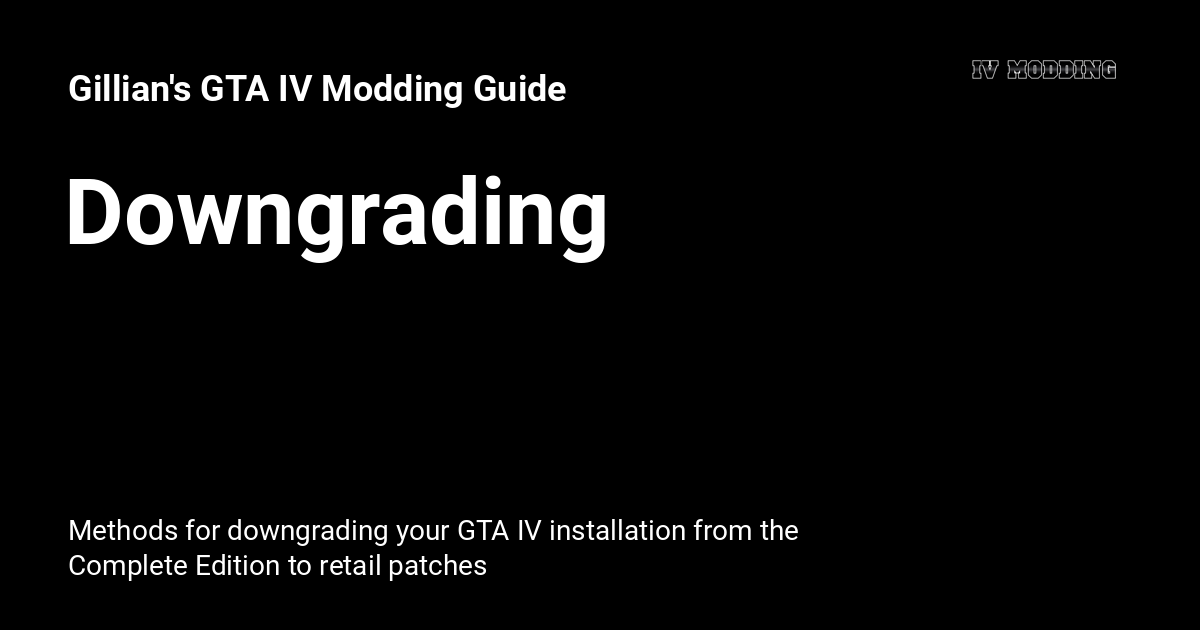 Gillian's GTA IV Modding Guide
IV MODDING
Downgrading
Methods for downgrading your GTA IV installation from the
Complete Edition to retail patches